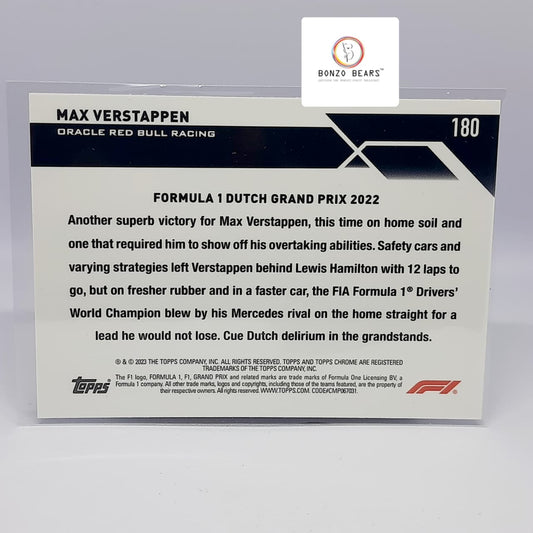 BONZO BEARS™
MAX VERSTAPPEN
ORACLE RED BULL RACING
180
FORMULA 1 DUTCH GRAND PRIX 2022
Another superb victory for Max Verstappen, this time on home soil and
one that required him to show off his overtaking abilities. Safety cars and
varying strategies left Verstappen behind Lewis Hamilton with 12 laps to
go, but on fresher rubber and in a faster car, the FIA Formula 1® Drivers’
World Champion blew by his Mercedes rival on the home straight for a
lead he would not lose. Cue Dutch delirium in the grandstands.
® & © 2023 THE TOPPS COMPANY, INC. ALL RIGHTS RESERVED. TOPPS AND TOPPS CHROME ARE REGISTERED
TRADEMARKS OF THE TOPPS COMPANY, INC.
The F1 logo, FORMULA 1, F1, GRAND PRIX and related marks are trade marks of Formula One Licensing BV, a
Formula 1 company. All other trade marks, logos and copyrights, including those of the teams featured, are the property of
their respective owners. All rights reserved. WWW.TOPPS.COM. CODE#CMP067031.
topps
F1